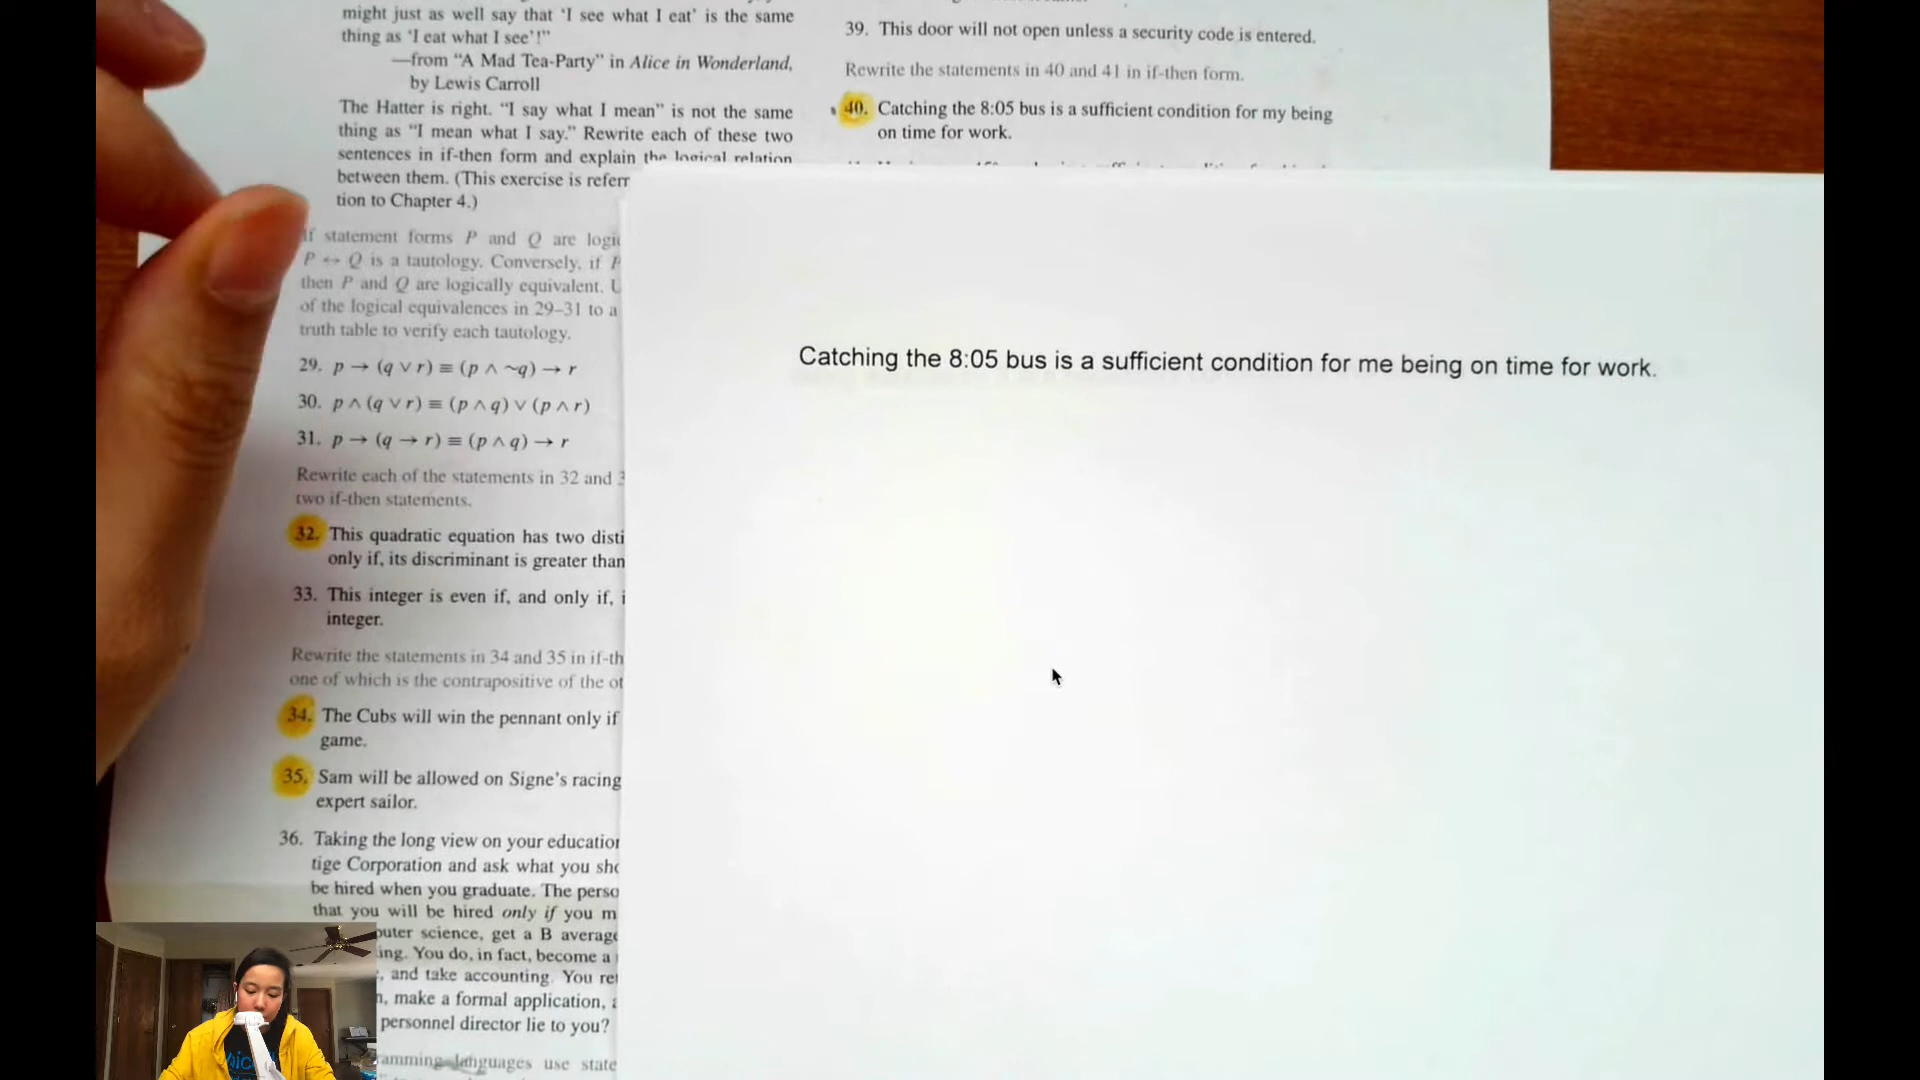 might just as well say that ‘I see what I eat’ is the same
thing as ‘I eat what I see’!”
—from “A Mad Tea-Party” in Alice in Wonderland,
by Lewis Carroll
The Hatter is right. “I say what I mean” is not the same
thing as “I mean what I say.” Rewrite each of these two
sentences in if-then form and explain the logical relation
between them. (This exercise is referr
tion to Chapter 4.)
If statement forms P and Q are logic
P ↔ Q is a tautology. Conversely, if P
then P and Q are logically equivalent. U
of the logical equivalences in 29–31 to a
truth table to verify each tautology.
29. p → (q ∨ r) ≡ (p ∧ ~q) → r
30. p ∧ (q ∨ r) ≡ (p ∧ q) ∨ (p ∧ r)
31. p → (q → r) ≡ (p ∧ q) → r
Rewrite each of the statements in 32 and 3
two if-then statements.
32. This quadratic equation has two disti
only if, its discriminant is greater than
33. This integer is even if, and only if, i
integer.
Rewrite the statements in 34 and 35 in if-th
one of which is the contrapositive of the ot
34. The Cubs will win the pennant only if
game.
35. Sam will be allowed on Signe’s racing
expert sailor.
36. Taking the long view on your education
tige Corporation and ask what you sho
be hired when you graduate. The perso
that you will be hired only if you m
puter science, get a B average
ing. You do, in fact, become a
, and take accounting. You re
n, make a formal application, a
personnel director lie to you?
ramming languages use state
39. This door will not open unless a security code is entered.
Rewrite the statements in 40 and 41 in if-then form.
40. Catching the 8:05 bus is a sufficient condition for my being
on time for work.
Catching the 8:05 bus is a sufficient condition for me being on time for work.